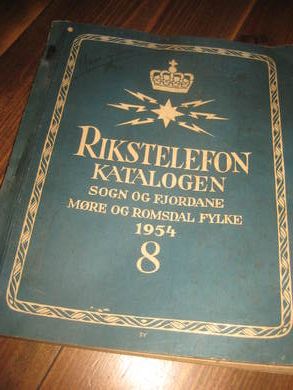 RIKSTELEFON
KATALOGEN
SOGN OG FJORDANE
MØRE OG ROMSDAL FYLKE
1954
8